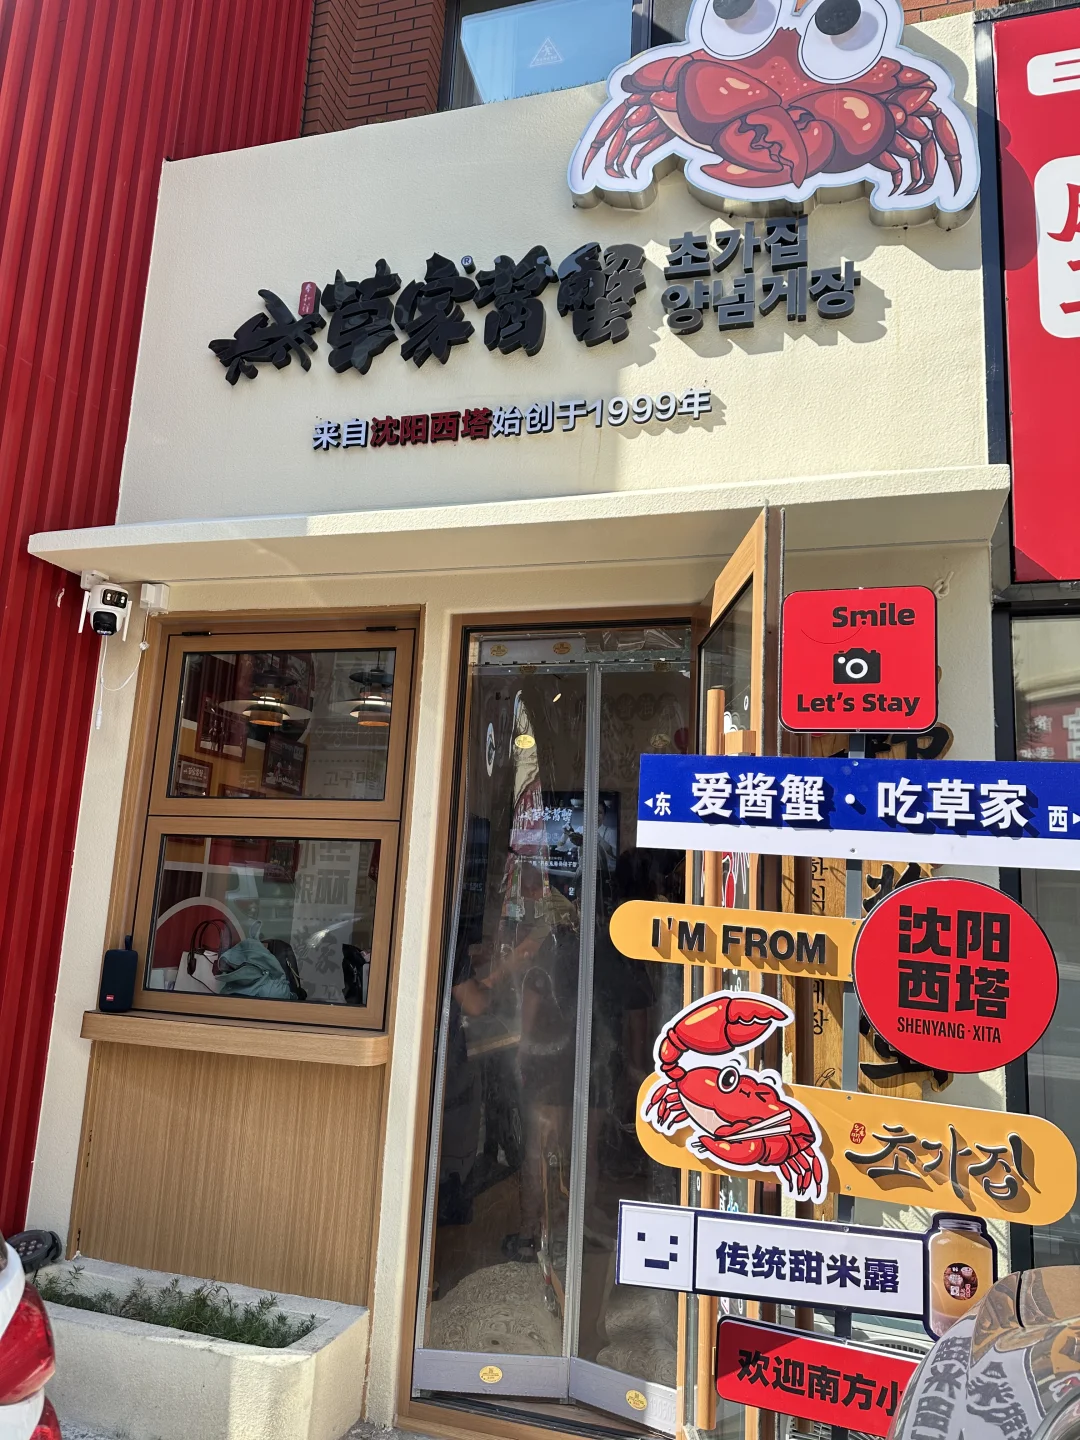 草家酱蟹
®
초가집
양념게장
来自沈阳西塔始创于1999年
Smile
Let's Stay
东 爱酱蟹·吃草家 西
I'M FROM
沈阳
西塔
SHENYANG·XITA
초가집
传统甜米露
欢迎南方小